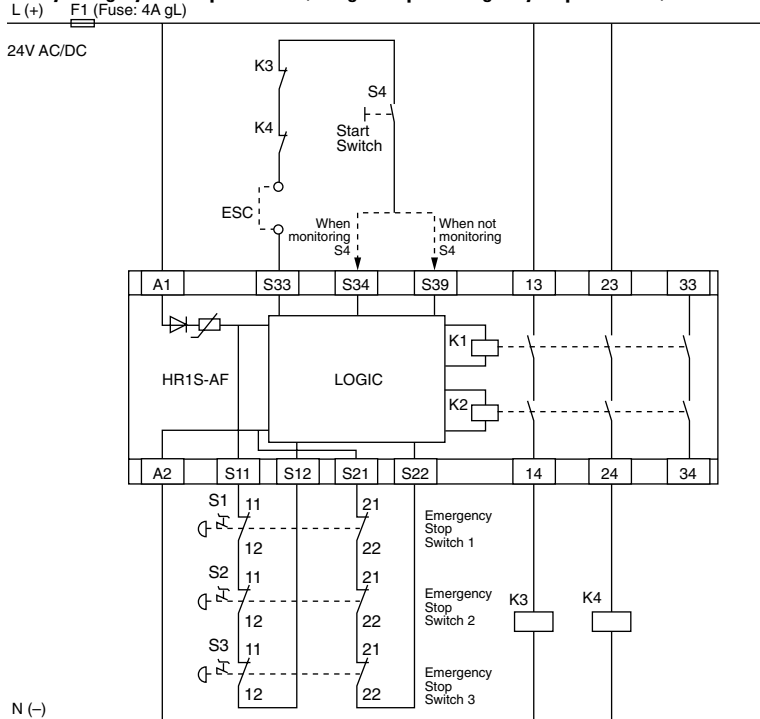 L (+) F1 (Fuse: 4A gL)
24V AC/DC
K3
S4
K4
Start
Switch
ESC
When
monitoring
S4
When not
monitoring
S4
A1 S33 S34 S39 13 23 33
K1
HR1S-AF LOGIC
K2
A2 S11 S12 S21 S22 14 24 34
S1 11 21
Emergency
Stop
Switch 1
12 22
S2 11 21
Emergency
Stop
Switch 2
K3 K4
12 22
S3 11 21
Emergency
Stop
Switch 3
12 22
N (–)